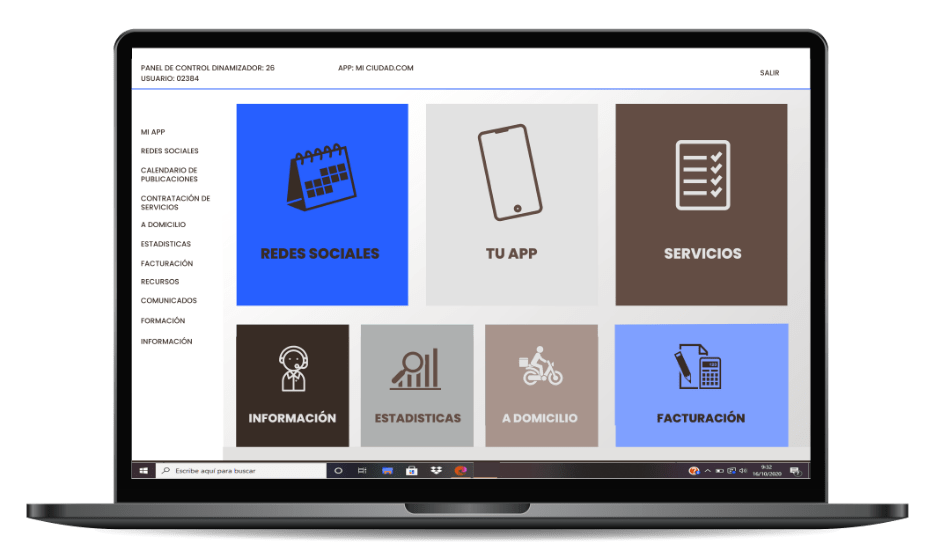 PANEL DE CONTROL DINAMIZADOR: 26
USUARIO: 02384
APP: MI CIUDAD.COM
SALIR
MI APP
REDES SOCIALES
CALENDARIO DE
PUBLICACIONES
CONTRATACIÓN DE
SERVICIOS
A DOMICILIO
ESTADISTICAS
FACTURACIÓN
RECURSOS
COMUNICADOS
FORMACIÓN
INFORMACIÓN
REDES SOCIALES
TU APP
SERVICIOS
INFORMACIÓN
ESTADISTICAS
A DOMICILIO
FACTURACIÓN
Escribe aquí para buscar
9:32
16/10/2020